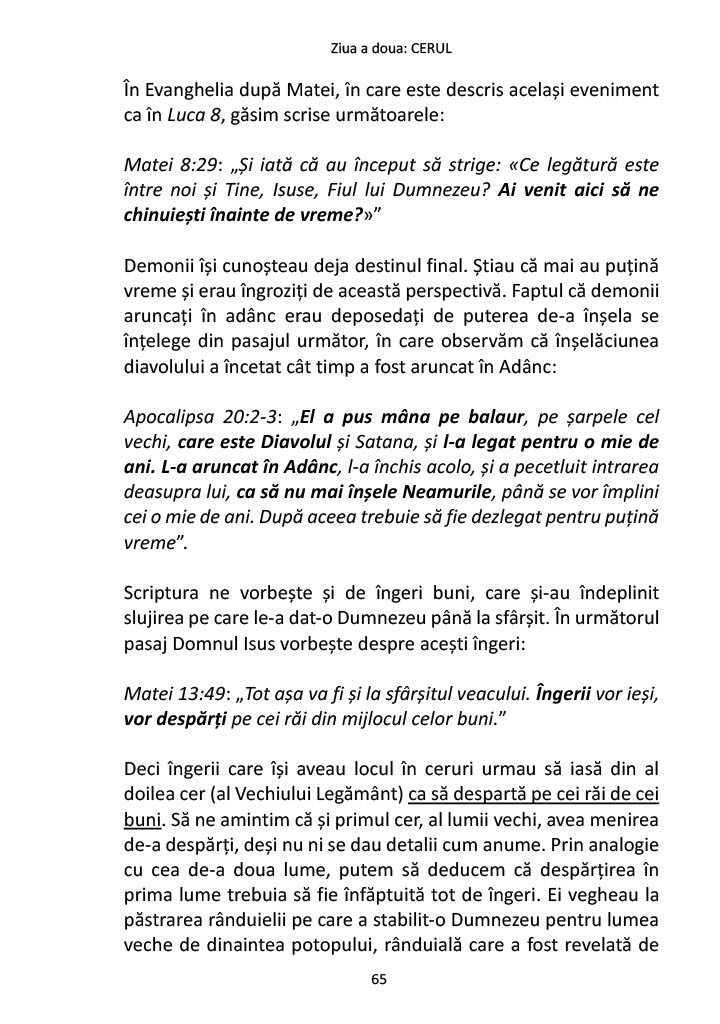 Ziua a doua: CERUL
În Evanghelia după Matei, în care este descris același eveniment
ca în Luca 8, găsim scrise următoarele:
Matei 8:29: „Și iată că au început să strige: «Ce legătură este
între noi și Tine, Isuse, Fiul lui Dumnezeu? Ai venit aici să ne
chinuiești înainte de vreme?»”
Demonii își cunoșteau deja destinul final. Știau că mai au puțină
vreme și erau îngroziți de această perspectivă. Faptul că demonii
aruncați în adânc erau deposedați de puterea de-a înșela se
înțelege din pasajul următor, în care observăm că înșelăciunea
diavolului a încetat cât timp a fost aruncat în Adânc:
Apocalipsa 20:2-3: „El a pus mâna pe balaur, pe șarpele cel
vechi, care este Diavolul și Satana, și l-a legat pentru o mie de
ani. L-a aruncat în Adânc, l-a închis acolo, și a pecetluit intrarea
deasupra lui, ca să nu mai înșele Neamurile, până se vor împlini
cei o mie de ani. După aceea trebuie să fie dezlegat pentru puțină
vreme”.
Scriptura ne vorbește și de îngeri buni, care și-au îndeplinit
slujirea pe care le-a dat-o Dumnezeu până la sfârșit. În următorul
pasaj Domnul Isus vorbește despre acești îngeri:
Matei 13:49: „Tot așa va fi și la sfârșitul veacului. Îngerii vor ieși,
vor despărți pe cei răi din mijlocul celor buni.”
Deci îngerii care își aveau locul în ceruri urmau să iasă din al
doilea cer (al Vechiului Legământ) ca să despartă pe cei răi de cei
buni. Să ne amintim că și primul cer, al lumii vechi, avea menirea
de-a despărți, deși nu ni se dau detalii cum anume. Prin analogie
cu cea de-a doua lume, putem să deducem că despărțirea în
prima lume trebuia să fie înfăptuită tot de îngeri. Ei vegheau la
păstrarea rânduielii pe care a stabilit-o Dumnezeu pentru lumea
veche de dinaintea potopului, rânduială care a fost revelată de
65